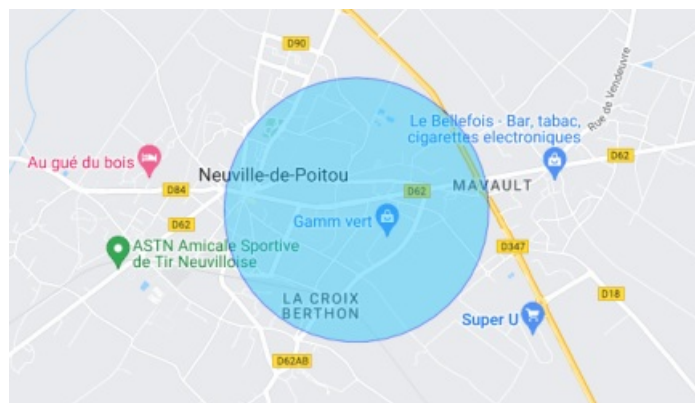 D90
Le Bellefois · Bar, tabac,
cigarettes electroniques
Rue de Vendeuvre
D62
Au gué du bois
Neuville-de-Poitou
D84
D62
MAVAULT
D62
Gamm vert
ASTN Amicale Sportive
de Tir Neuvilloise
D347
LA CROIX
BERTHON
D18
Super U
D62AB